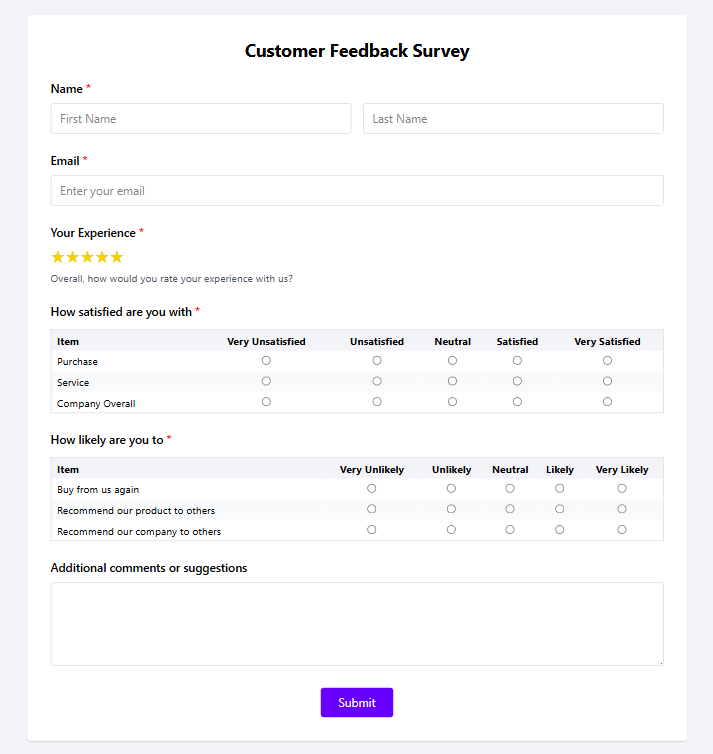 Customer Feedback Survey
Name *
First Name Last Name
Email *
Enter your email
Your Experience *
★★★★★
Overall, how would you rate your experience with us?
How satisfied are you with *
Item Very Unsatisfied Unsatisfied Neutral Satisfied Very Satisfied
Purchase
Service
Company Overall
How likely are you to *
Item Very Unlikely Unlikely Neutral Likely Very Likely
Buy from us again
Recommend our product to others
Recommend our company to others
Additional comments or suggestions
Submit